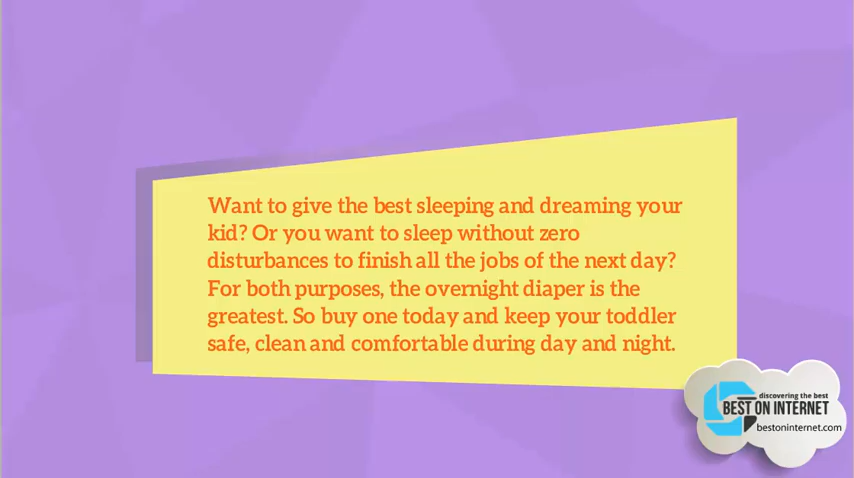 Want to give the best sleeping and dreaming your
kid? Or you want to sleep without zero
disturbances to finish all the jobs of the next day?
For both purposes, the overnight diaper is the
greatest. So buy one today and keep your toddler
safe, clean and comfortable during day and night.
discovering the best
BEST ON INTERNET
bestoninternet.com